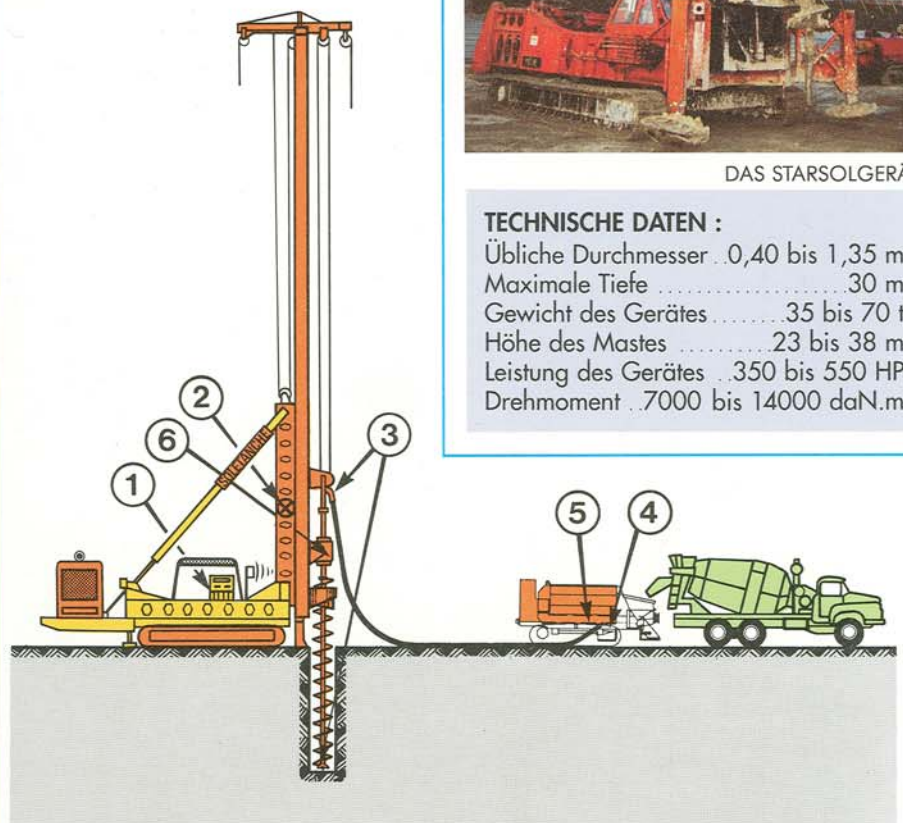 DAS STARSOLGERÄ
TECHNISCHE DATEN :
Übliche Durchmesser ..0,40 bis 1,35 m
Maximale Tiefe ....................30 m
Gewicht des Gerätes ........35 bis 70 t
Höhe des Mastes ..........23 bis 38 m
Leistung des Gerätes ..350 bis 550 HP
Drehmoment ..7000 bis 14000 daN.m
2
6
3
1
SOLETANCHE
5
4